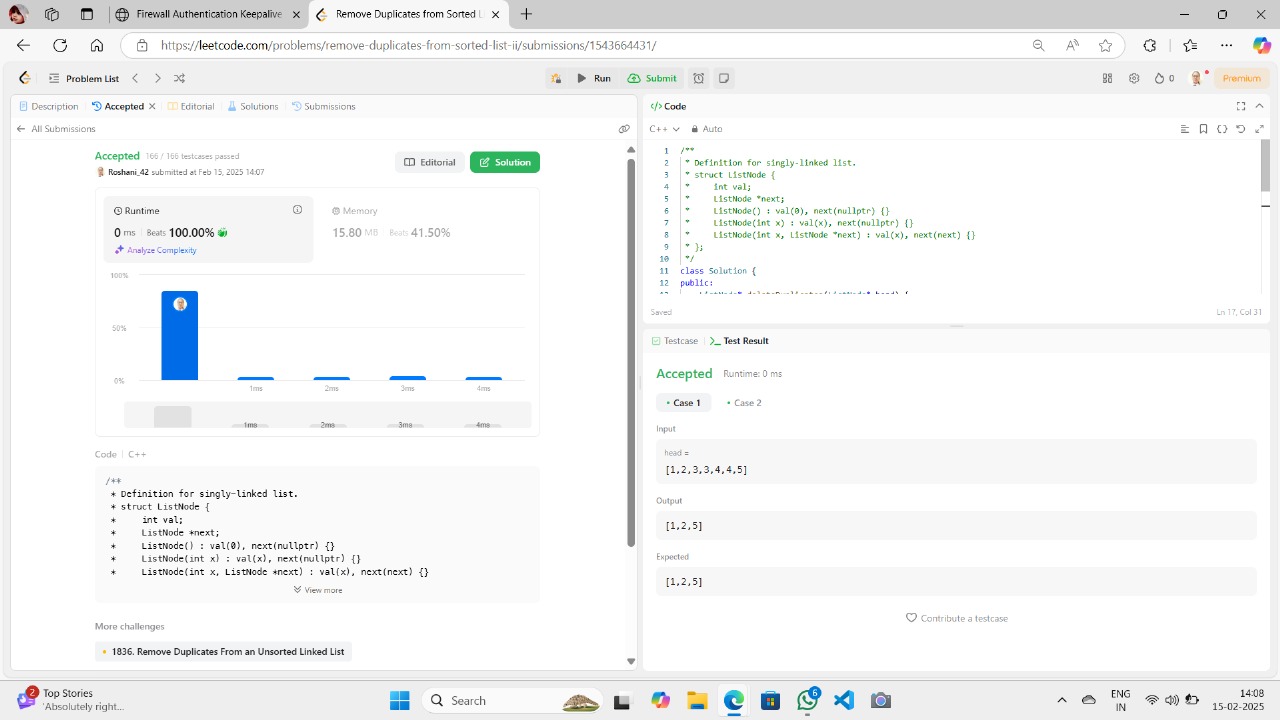 Firewall Authentication Keepalive
Remove Duplicates from Sorted Li
https://leetcode.com/problems/remove-duplicates-from-sorted-list-ii/submissions/1543664431/
Problem List
Run
Submit
0
Premium
Description
Accepted
Editorial
Solutions
Submissions
All Submissions
Accepted 166 / 166 testcases passed
Roshani_42 submitted at Feb 15, 2025 14:07
Editorial
Solution
Runtime
0 ms Beats 100.00%
Analyze Complexity
Memory
15.80 MB Beats 41.50%
100%
50%
0%
1ms 2ms 3ms 4ms
1ms 2ms 3ms 4ms
Code C++
/**
* Definition for singly-linked list.
* struct ListNode {
*     int val;
*     ListNode *next;
*     ListNode() : val(0), next(nullptr) {}
*     ListNode(int x) : val(x), next(nullptr) {}
*     ListNode(int x, ListNode *next) : val(x), next(next) {}
View more
More challenges
1836. Remove Duplicates From an Unsorted Linked List
</> Code
C++ Auto
1 /**
2 * Definition for singly-linked list.
3 * struct ListNode {
4 *     int val;
5 *     ListNode *next;
6 *     ListNode() : val(0), next(nullptr) {}
7 *     ListNode(int x) : val(x), next(nullptr) {}
8 *     ListNode(int x, ListNode *next) : val(x), next(next) {}
9 * };
10 */
11 class Solution {
12 public:
Saved
Ln 17, Col 31
Testcase
Test Result
Accepted Runtime: 0 ms
Case 1
Case 2
Input
head =
[1,2,3,3,4,4,5]
Output
[1,2,5]
Expected
[1,2,5]
Contribute a testcase
2
Top Stories
'Absolutely right...
Search
6
ENG
IN
14:08
15-02-2025